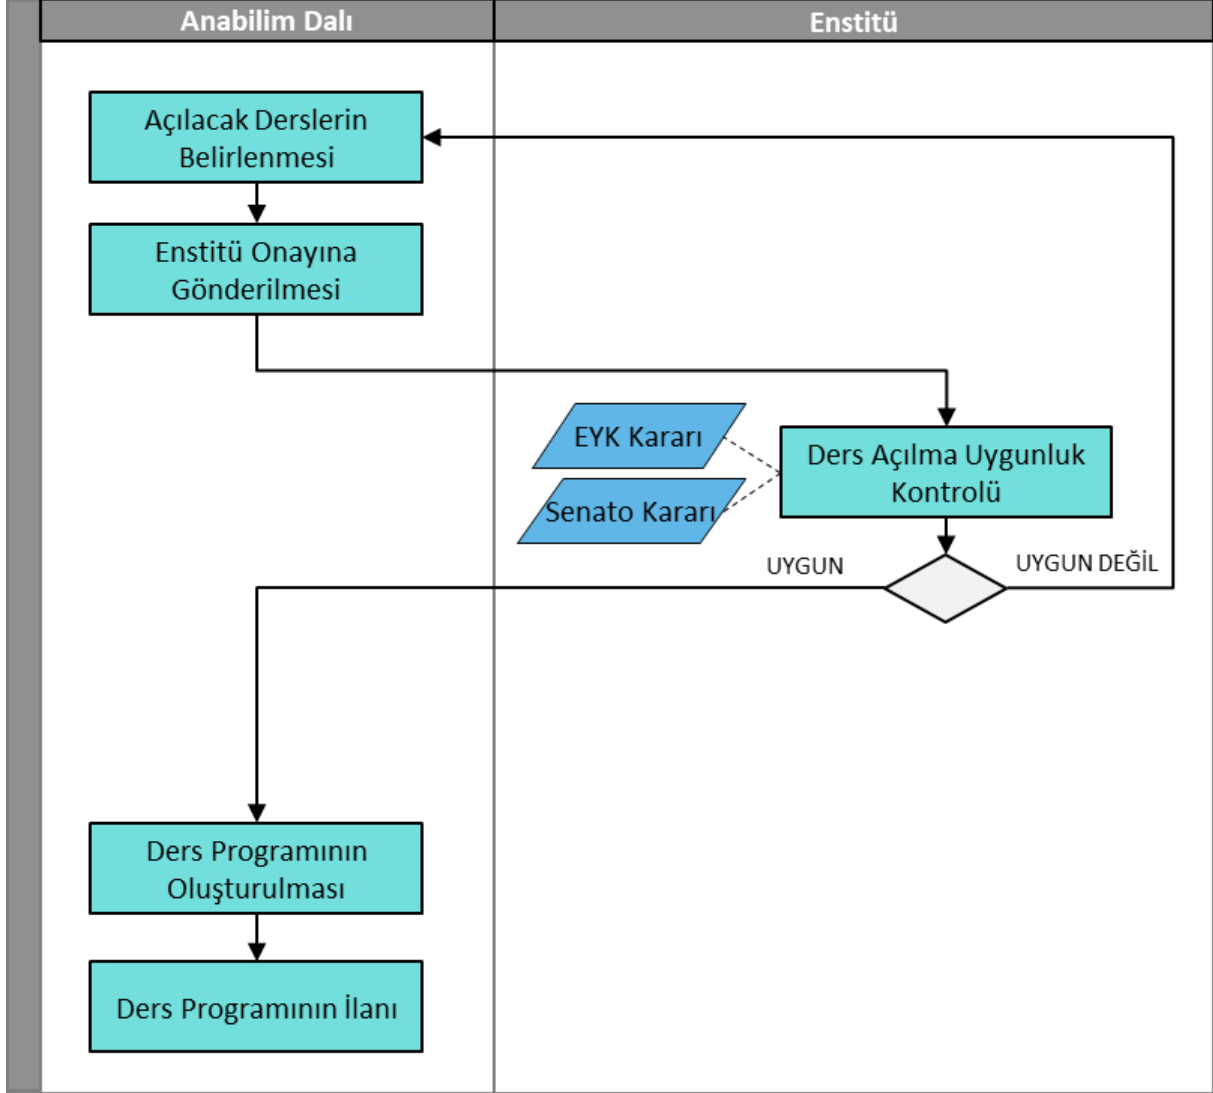 Anabilim Dalı
Enstitü
Açılacak Derslerin
Belirlenmesi
Enstitü Onayına
Gönderilmesi
EYK Kararı
Senato Kararı
Ders Açılma Uygunluk
Kontrolü
UYGUN
UYGUN DEĞİL
Ders Programının
Oluşturulması
Ders Programının İlanı